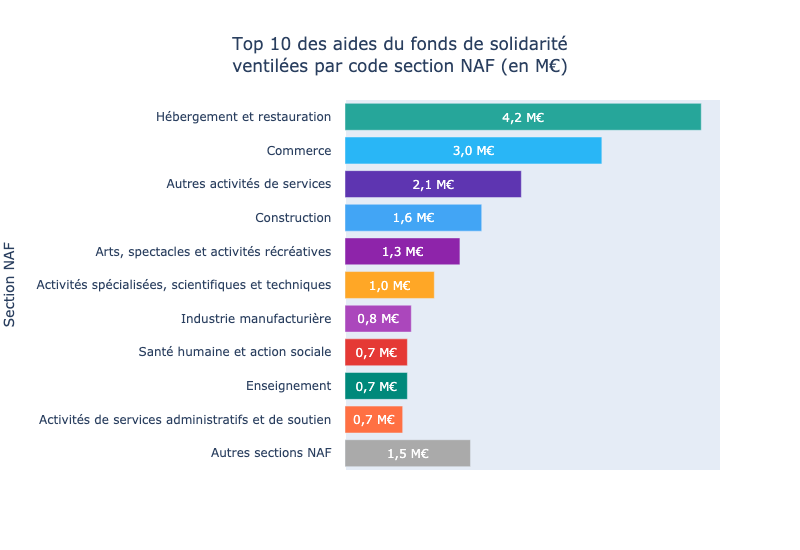 Top 10 des aides du fonds de solidarité
ventilées par code section NAF (en M€)
Section NAF
Hébergement et restauration 4,2 M€
Commerce 3,0 M€
Autres activités de services 2,1 M€
Construction 1,6 M€
Arts, spectacles et activités récréatives 1,3 M€
Activités spécialisées, scientifiques et techniques 1,0 M€
Industrie manufacturière 0,8 M€
Santé humaine et action sociale 0,7 M€
Enseignement 0,7 M€
Activités de services administratifs et de soutien 0,7 M€
Autres sections NAF 1,5 M€